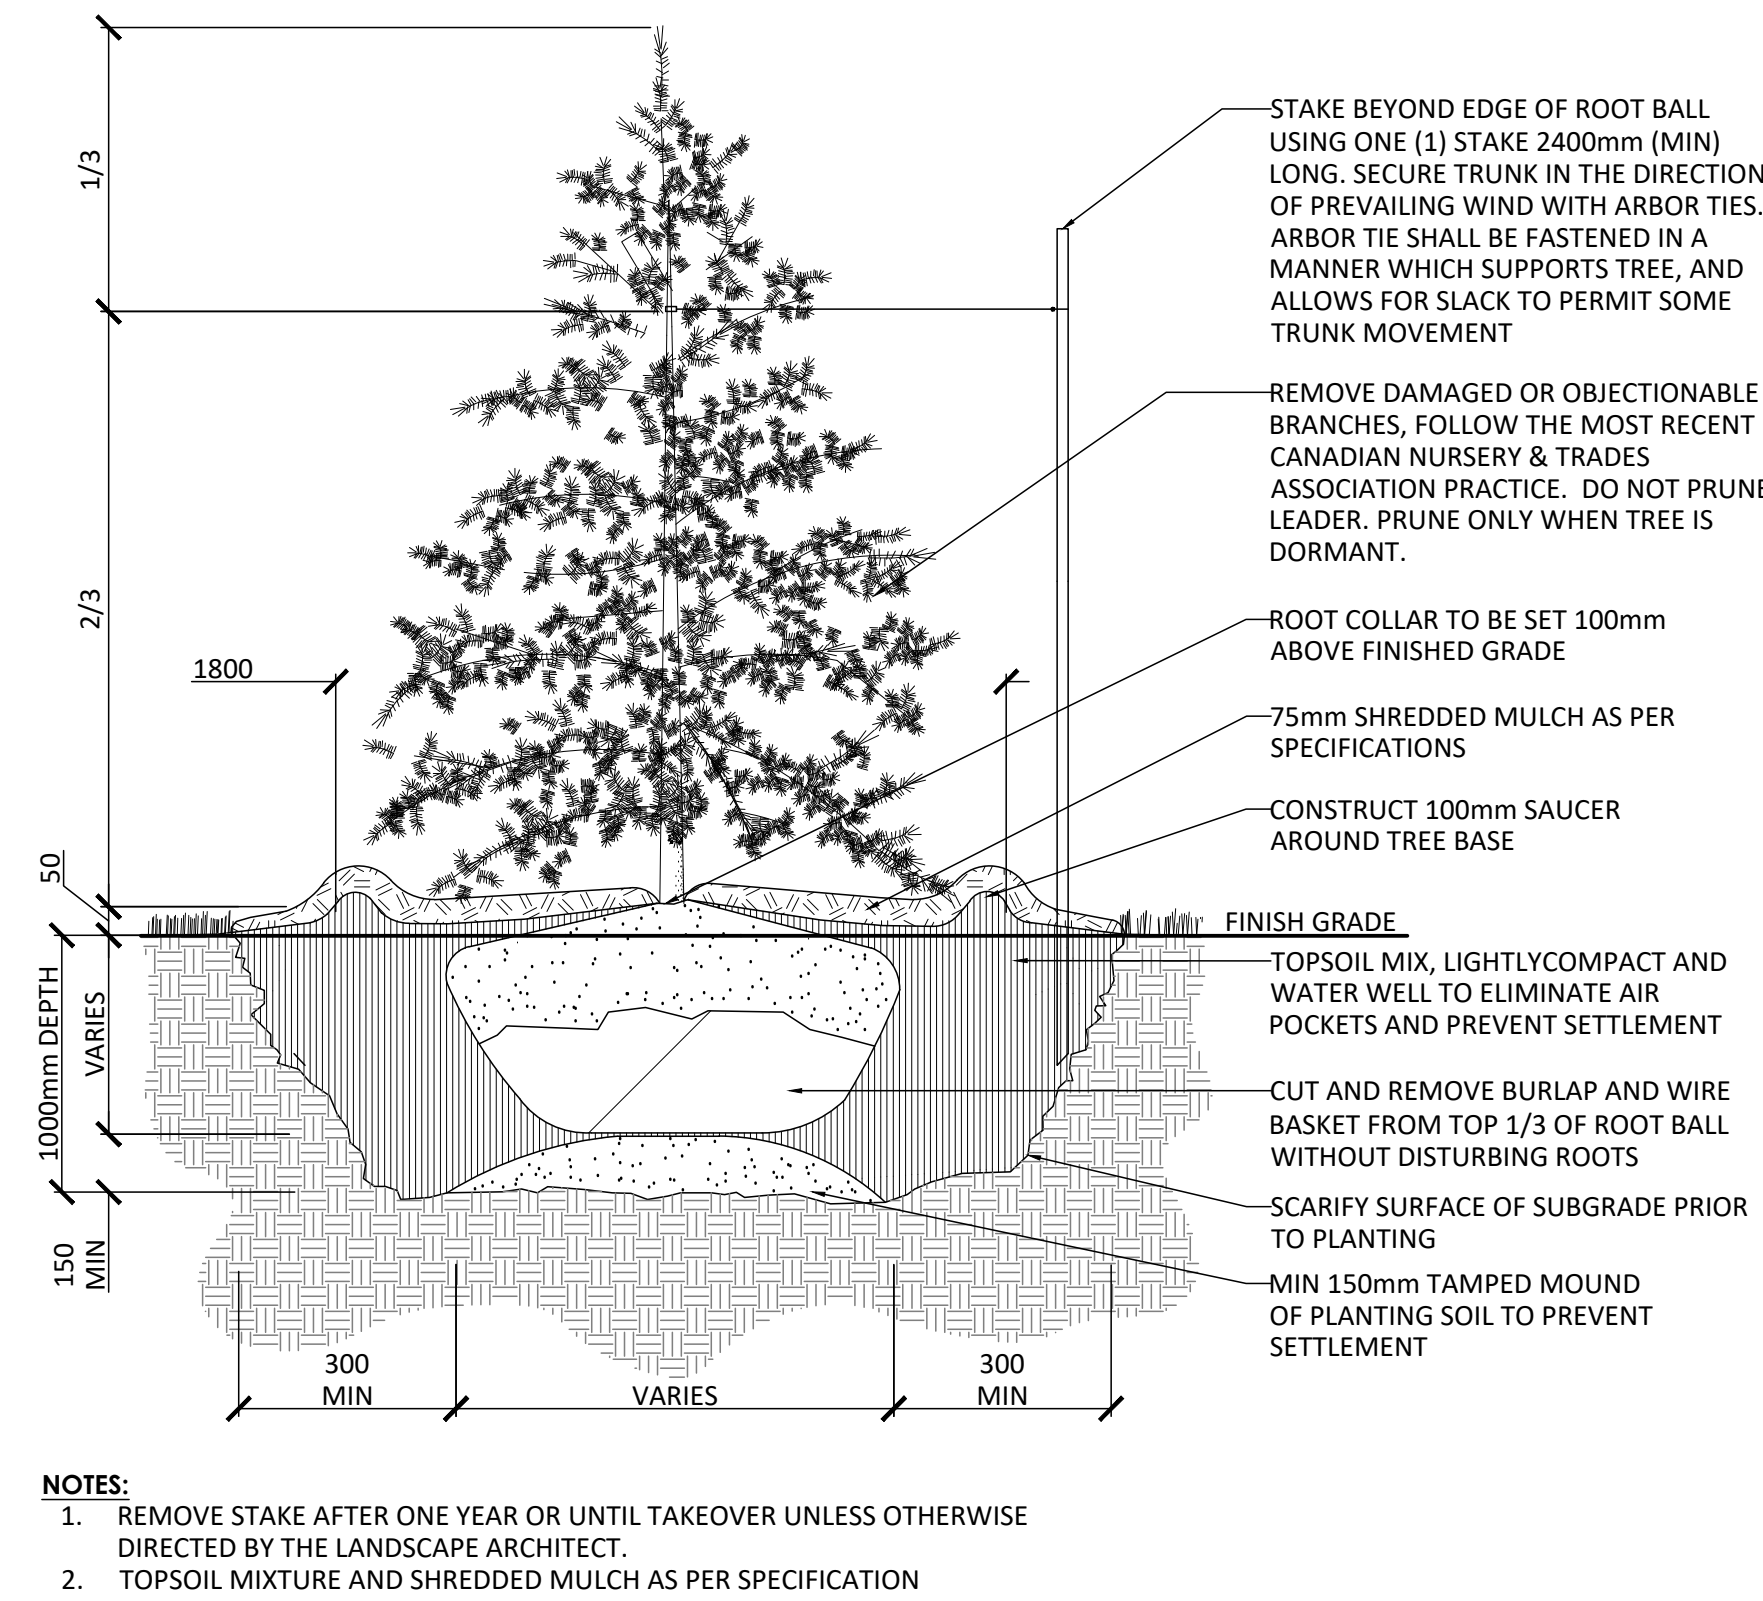 1/3
2/3
1800
50
1000mm DEPTH
VARIES
150
MIN
STAKE BEYOND EDGE OF ROOT BALL
USING ONE (1) STAKE 2400mm (MIN)
LONG. SECURE TRUNK IN THE DIRECTION
OF PREVAILING WIND WITH ARBOR TIES.
ARBOR TIE SHALL BE FASTENED IN A
MANNER WHICH SUPPORTS TREE, AND
ALLOWS FOR SLACK TO PERMIT SOME
TRUNK MOVEMENT
REMOVE DAMAGED OR OBJECTIONABLE
BRANCHES, FOLLOW THE MOST RECENT
CANADIAN NURSERY & TRADES
ASSOCIATION PRACTICE. DO NOT PRUNE
LEADER. PRUNE ONLY WHEN TREE IS
DORMANT.
ROOT COLLAR TO BE SET 100mm
ABOVE FINISHED GRADE
75mm SHREDDED MULCH AS PER
SPECIFICATIONS
CONSTRUCT 100mm SAUCER
AROUND TREE BASE
FINISH GRADE
TOPSOIL MIX, LIGHTLYCOMPACT AND
WATER WELL TO ELIMINATE AIR
POCKETS AND PREVENT SETTLEMENT
CUT AND REMOVE BURLAP AND WIRE
BASKET FROM TOP 1/3 OF ROOT BALL
WITHOUT DISTURBING ROOTS
SCARIFY SURFACE OF SUBGRADE PRIOR
TO PLANTING
MIN 150mm TAMPED MOUND
OF PLANTING SOIL TO PREVENT
SETTLEMENT
300
MIN
VARIES
300
MIN
NOTES:
1. REMOVE STAKE AFTER ONE YEAR OR UNTIL TAKEOVER UNLESS OTHERWISE
DIRECTED BY THE LANDSCAPE ARCHITECT.
2. TOPSOIL MIXTURE AND SHREDDED MULCH AS PER SPECIFICATION